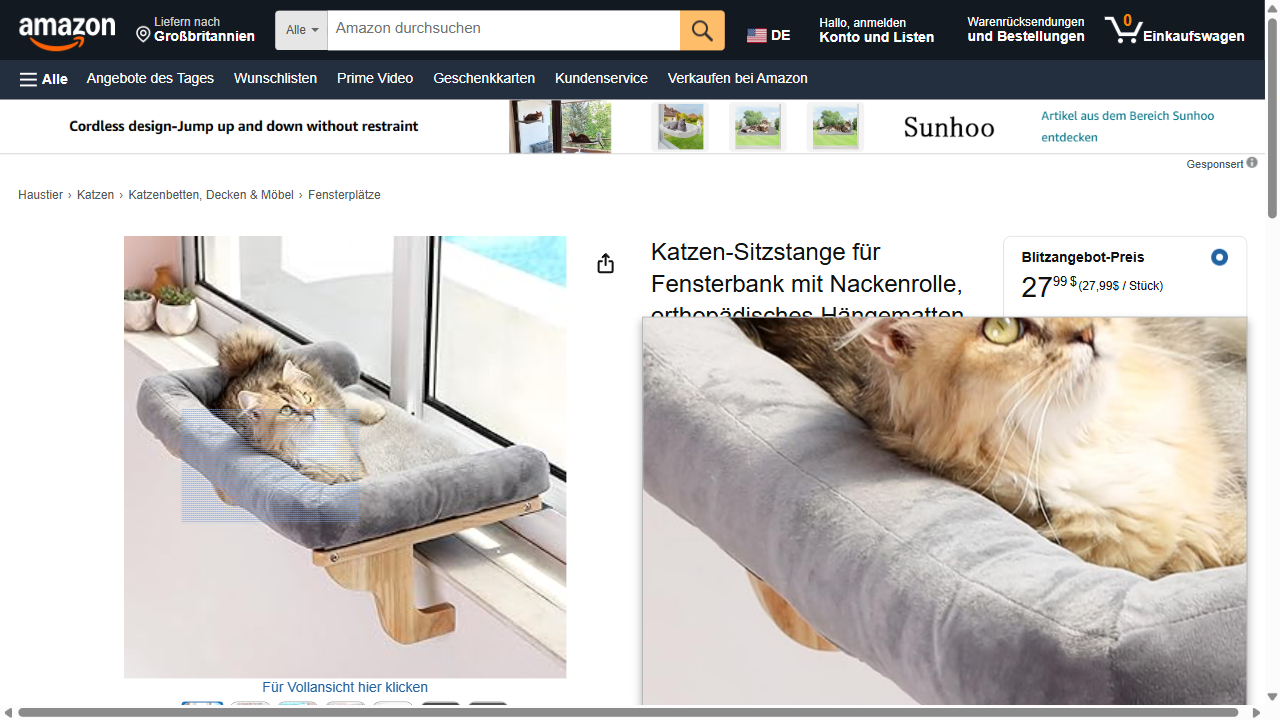 amazon
Liefern nach
Großbritannien
Alle
Amazon durchsuchen
DE
Hallo, anmelden
Konto und Listen
Warenrücksendungen
und Bestellungen
0
Einkaufswagen
Alle
Angebote des Tages
Wunschlisten
Prime Video
Geschenkkarten
Kundenservice
Verkaufen bei Amazon
Cordless design-Jump up and down without restraint
Sunhoo
Artikel aus dem Bereich Sunhoo
entdecken
Gesponsert
Haustier › Katzen › Katzenbetten, Decken & Möbel › Fensterplätze
Katzen-Sitzstange für
Fensterbank mit Nackenrolle,
orthopädisches Hängematten
Blitzangebot-Preis
27 99 $ (27,99$ / Stück)
Für Vollansicht hier klicken